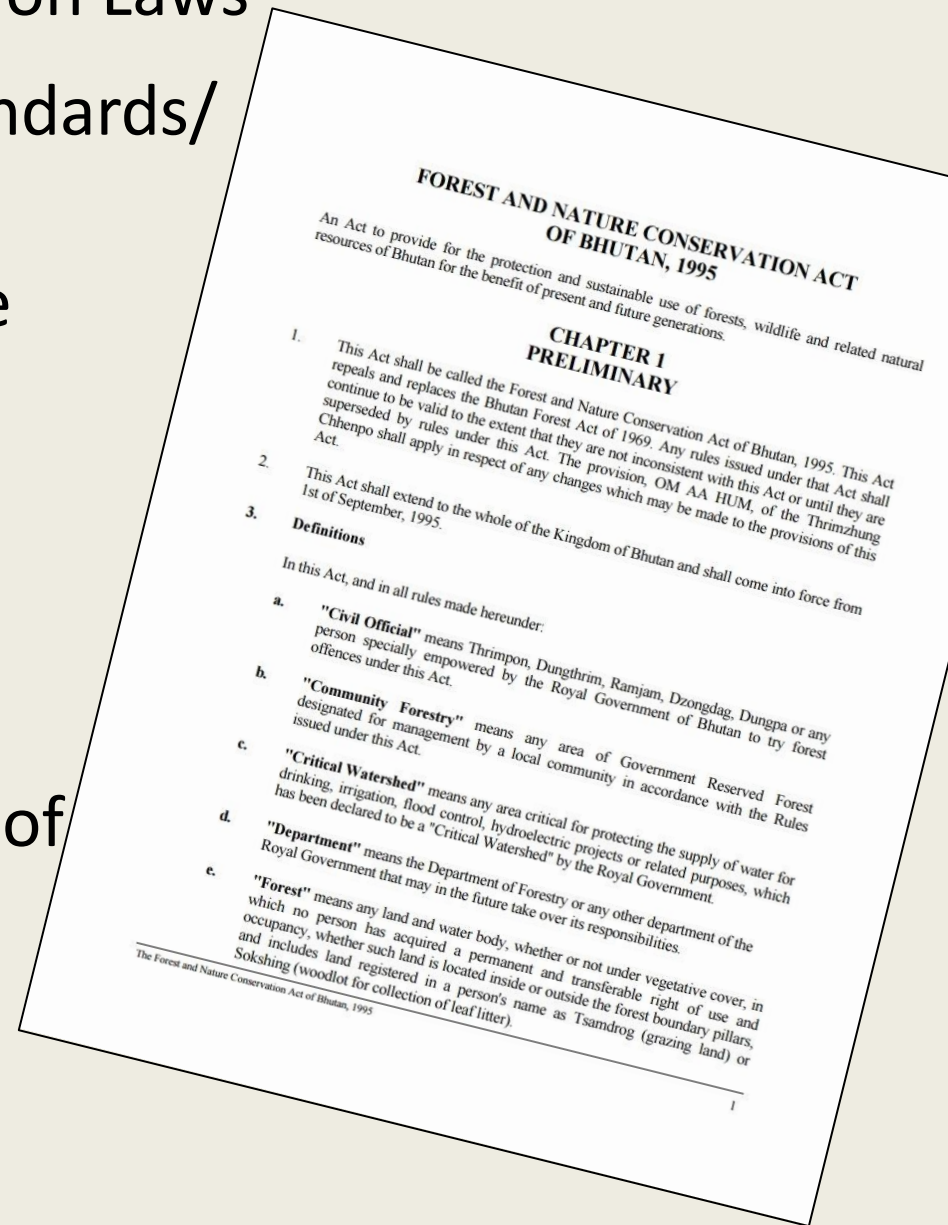 on Laws
ndards/
e
of
FOREST AND NATURE CONSERVATION ACT
OF BHUTAN, 1995
An Act to provide for the protection and sustainable use of forests, wildlife and related natural
resources of Bhutan for the benefit of present and future generations.
CHAPTER 1
PRELIMINARY
1. This Act shall be called the Forest and Nature Conservation Act of Bhutan, 1995. This Act
repeals and replaces the Bhutan Forest Act of 1969. Any rules issued under that Act shall
continue to be valid to the extent that they are not inconsistent with this Act or until they are
superseded by rules under this Act. The provision, OM AA HUM, of the Thrimzhung
Chhenpo shall apply in respect of any changes which may be made to the provisions of this
Act.
2. This Act shall extend to the whole of the Kingdom of Bhutan and shall come into force from
1st of September, 1995.
3. Definitions
In this Act, and in all rules made hereunder:
a. "Civil Official" means Thrimpon, Dungthrim, Ramjam, Dzongdag, Dungpa or any
person specially empowered by the Royal Government of Bhutan to try forest
offences under this Act.
b. "Community Forestry" means any area of Government Reserved Forest
designated for management by a local community in accordance with the Rules
issued under this Act.
c. "Critical Watershed" means any area critical for protecting the supply of water for
drinking, irrigation, flood control, hydroelectric projects or related purposes, which
has been declared to be a "Critical Watershed" by the Royal Government.
d. "Department" means the Department of Forestry or any other department of the
Royal Government that may in the future take over its responsibilities.
e. "Forest" means any land and water body, whether or not under vegetative cover, in
which no person has acquired a permanent and transferable right of use and
occupancy, whether such land is located inside or outside the forest boundary pillars,
and includes land registered in a person's name as Tsamdrog (grazing land) or
Sokshing (woodlot for collection of leaf litter).
The Forest and Nature Conservation Act of Bhutan, 1995
1